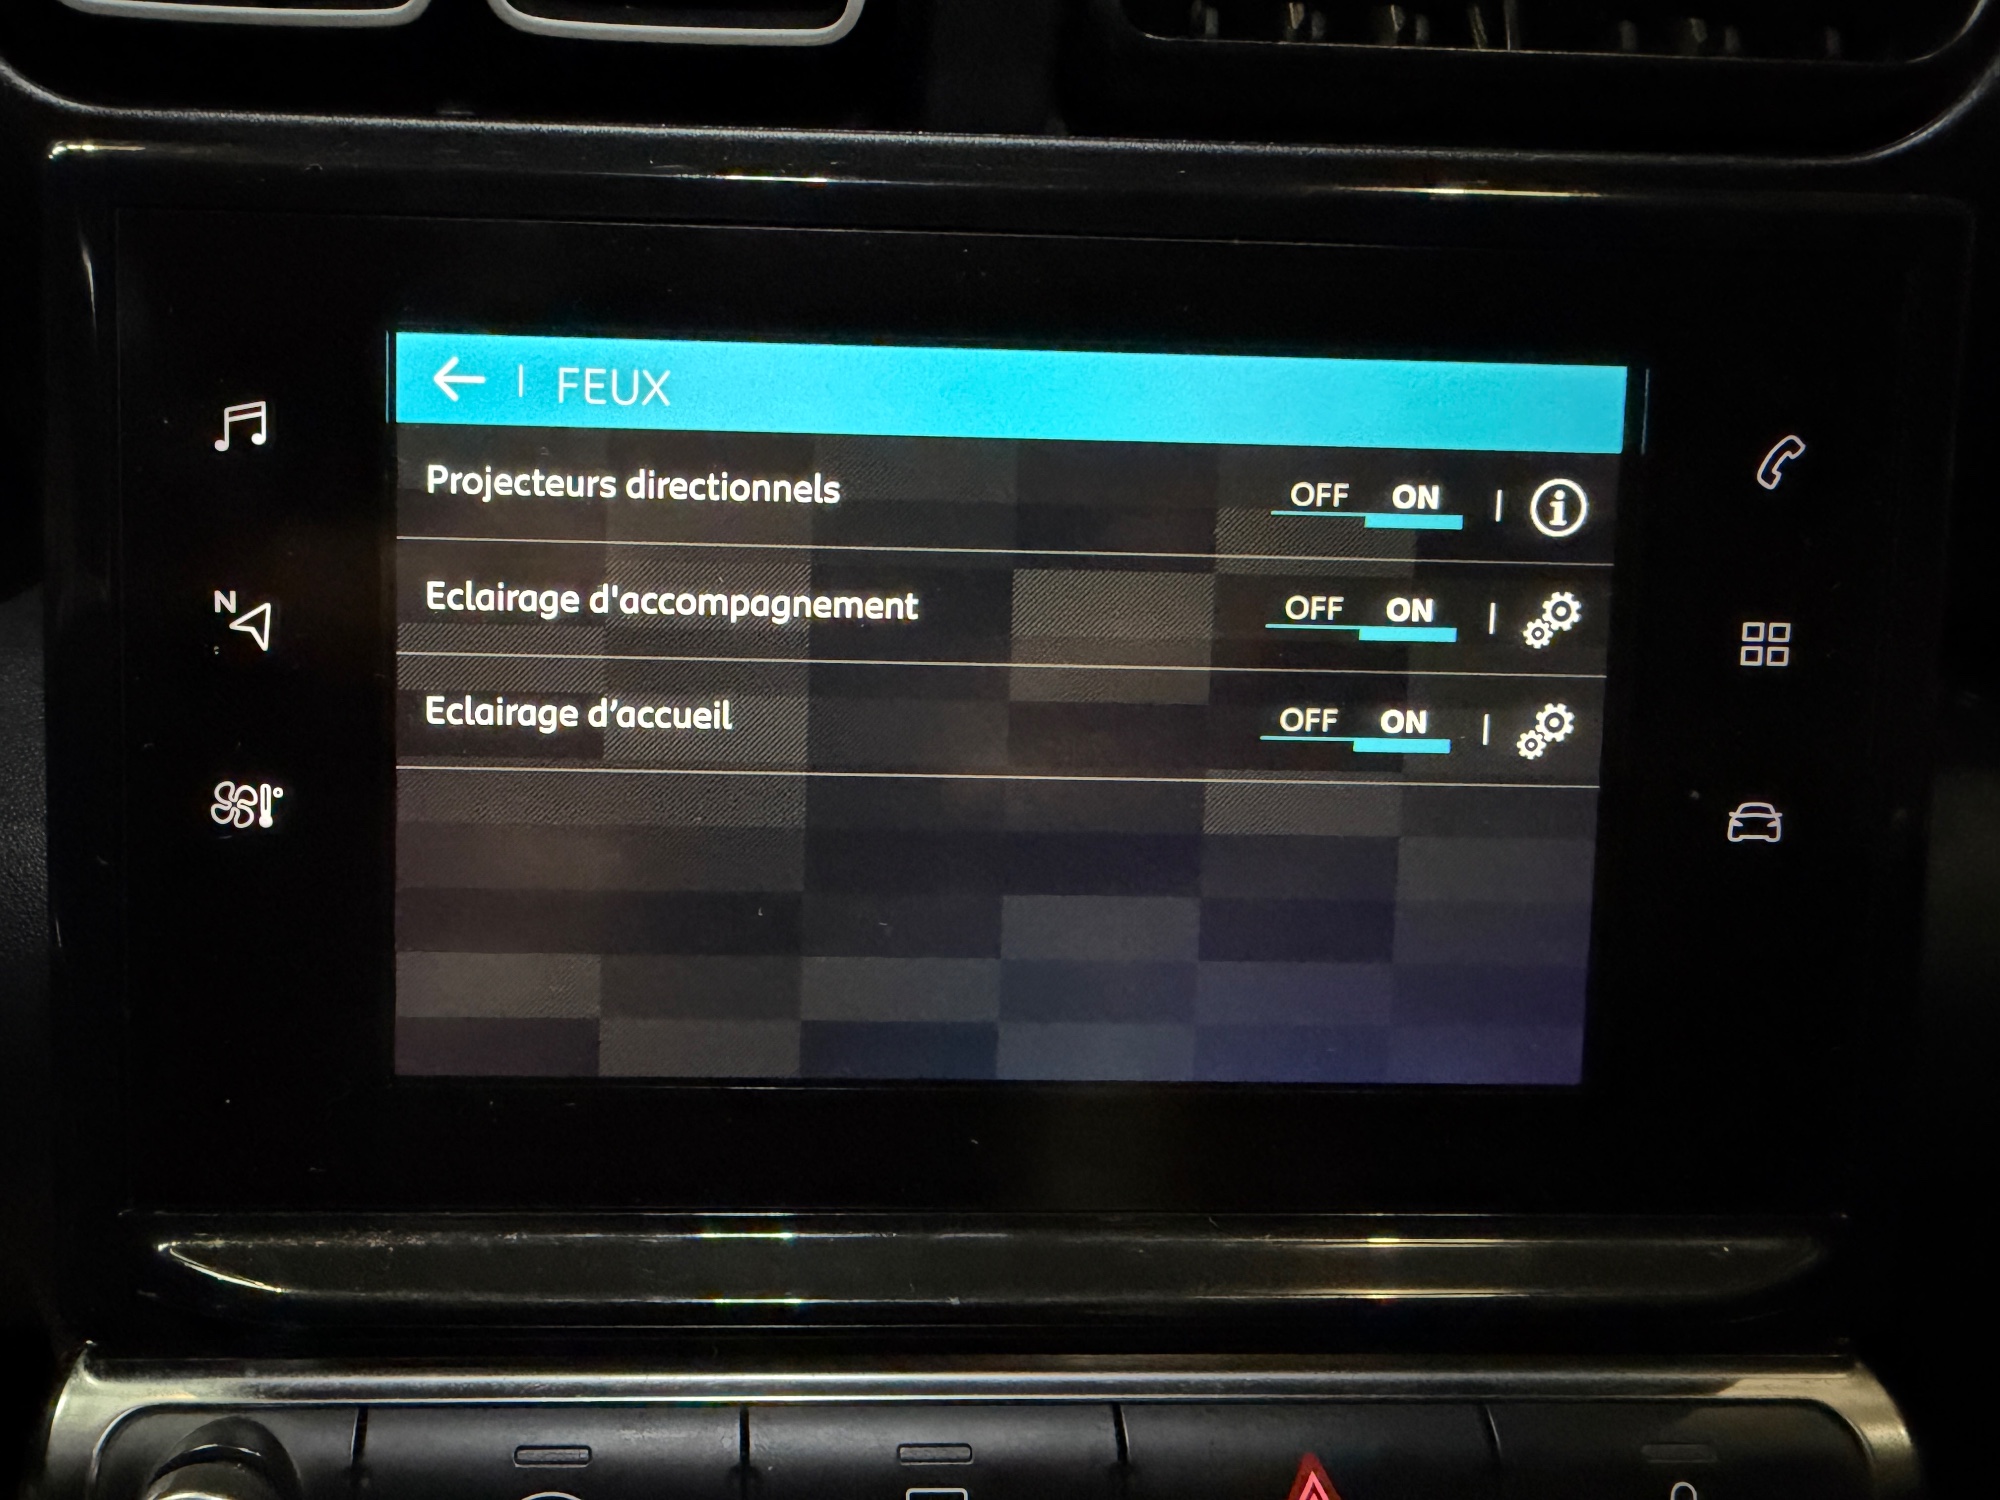 FEUX
Projecteurs directionnels OFF ON
Eclairage d'accompagnement OFF ON
N
Eclairage d’accueil OFF ON